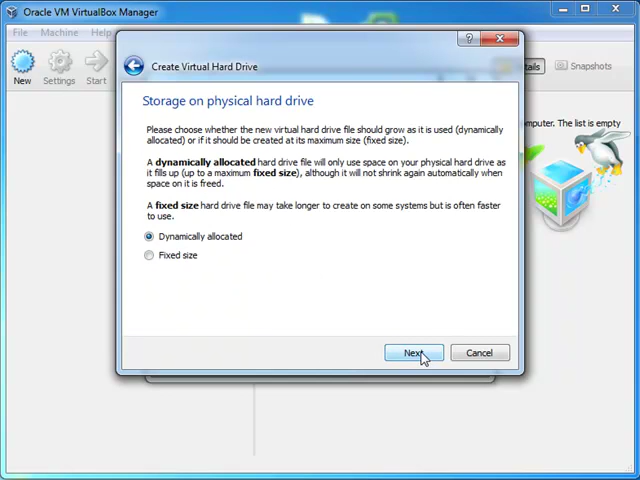 Oracle VM VirtualBox Manager
File Machine Help
New Settings Start
Snapshots
Create Virtual Hard Drive
Storage on physical hard drive
Please choose whether the new virtual hard drive file should grow as it is used (dynamically
allocated) or if it should be created at its maximum size (fixed size).
A dynamically allocated hard drive file will only use space on your physical hard drive as
it fills up (up to a maximum fixed size), although it will not shrink again automatically when
space on it is freed.
A fixed size hard drive file may take longer to create on some systems but is often faster
to use.
Dynamically allocated
Fixed size
Next
Cancel
omputer. The list is empty